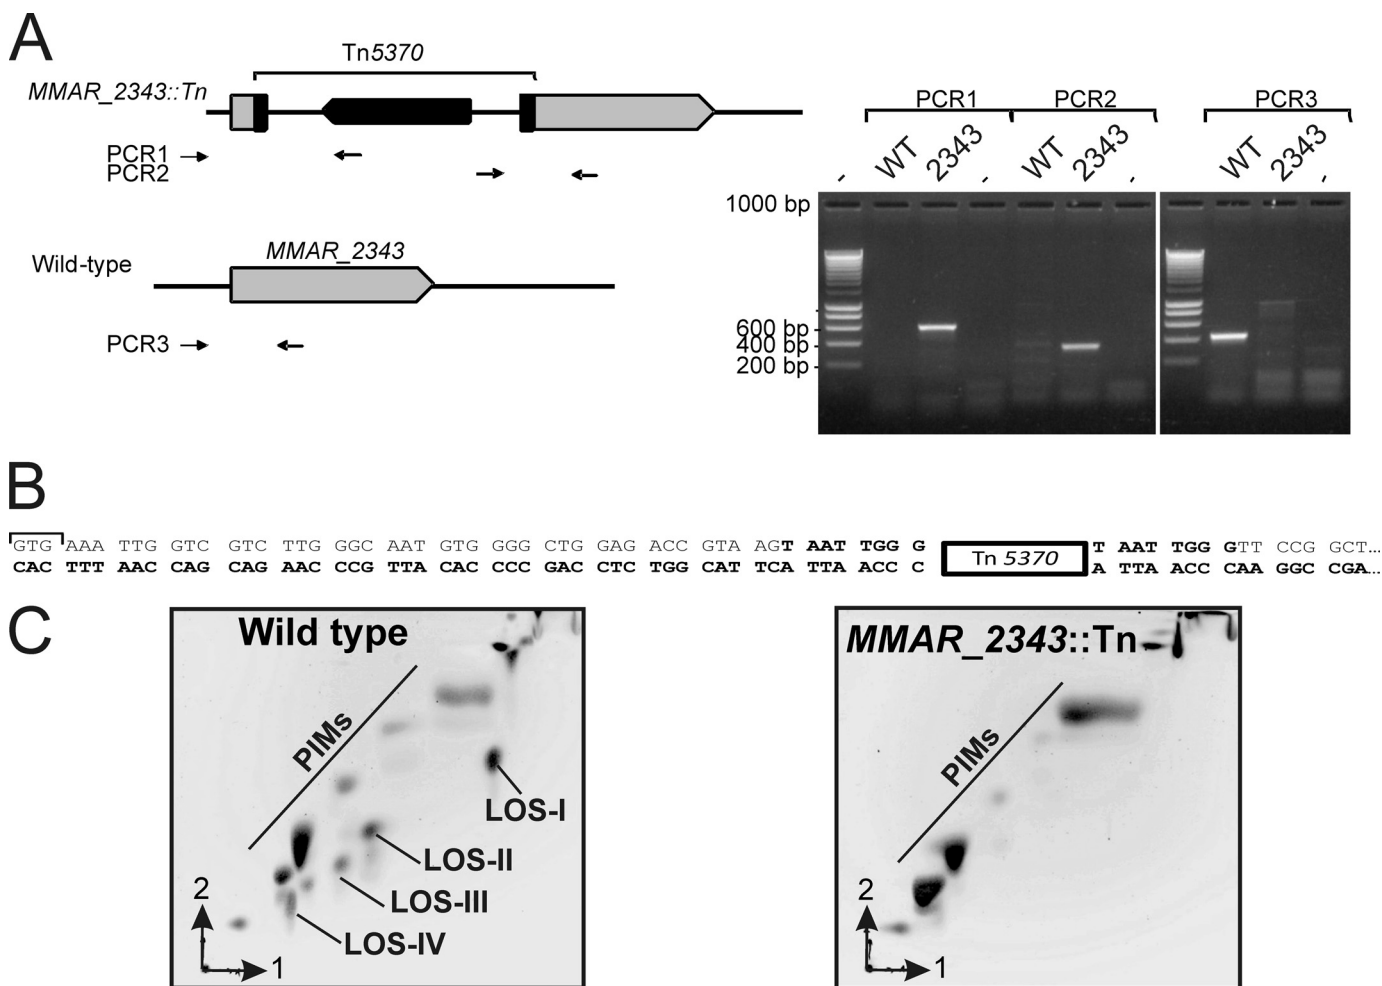 A
Tn5370
MMAR_2343::Tn
PCR1
PCR2
MMAR_2343
Wild-type
PCR3
PCR1 PCR2 PCR3
- WT 2343 - WT 2343 - WT 2343 -
1000 bp
600 bp
400 bp
200 bp
B
GTG AAA TTG GTC GTC TTG GGC AAT GTG GGG CTG GAG ACC GTA AGT AAT TGG G Tn 5370 T AAT TGG GTT CCG GCT...
CAC TTT AAC CAG CAG AAC CCG TTA CAC CCC GAC CTC TGG CAT TCA TTA ACC C A TTA ACC CAA GGC CGA...
C
Wild type
PIMs
LOS-I
LOS-II
LOS-III
LOS-IV
2
1
MMAR_2343::Tn
PIMs
2
1